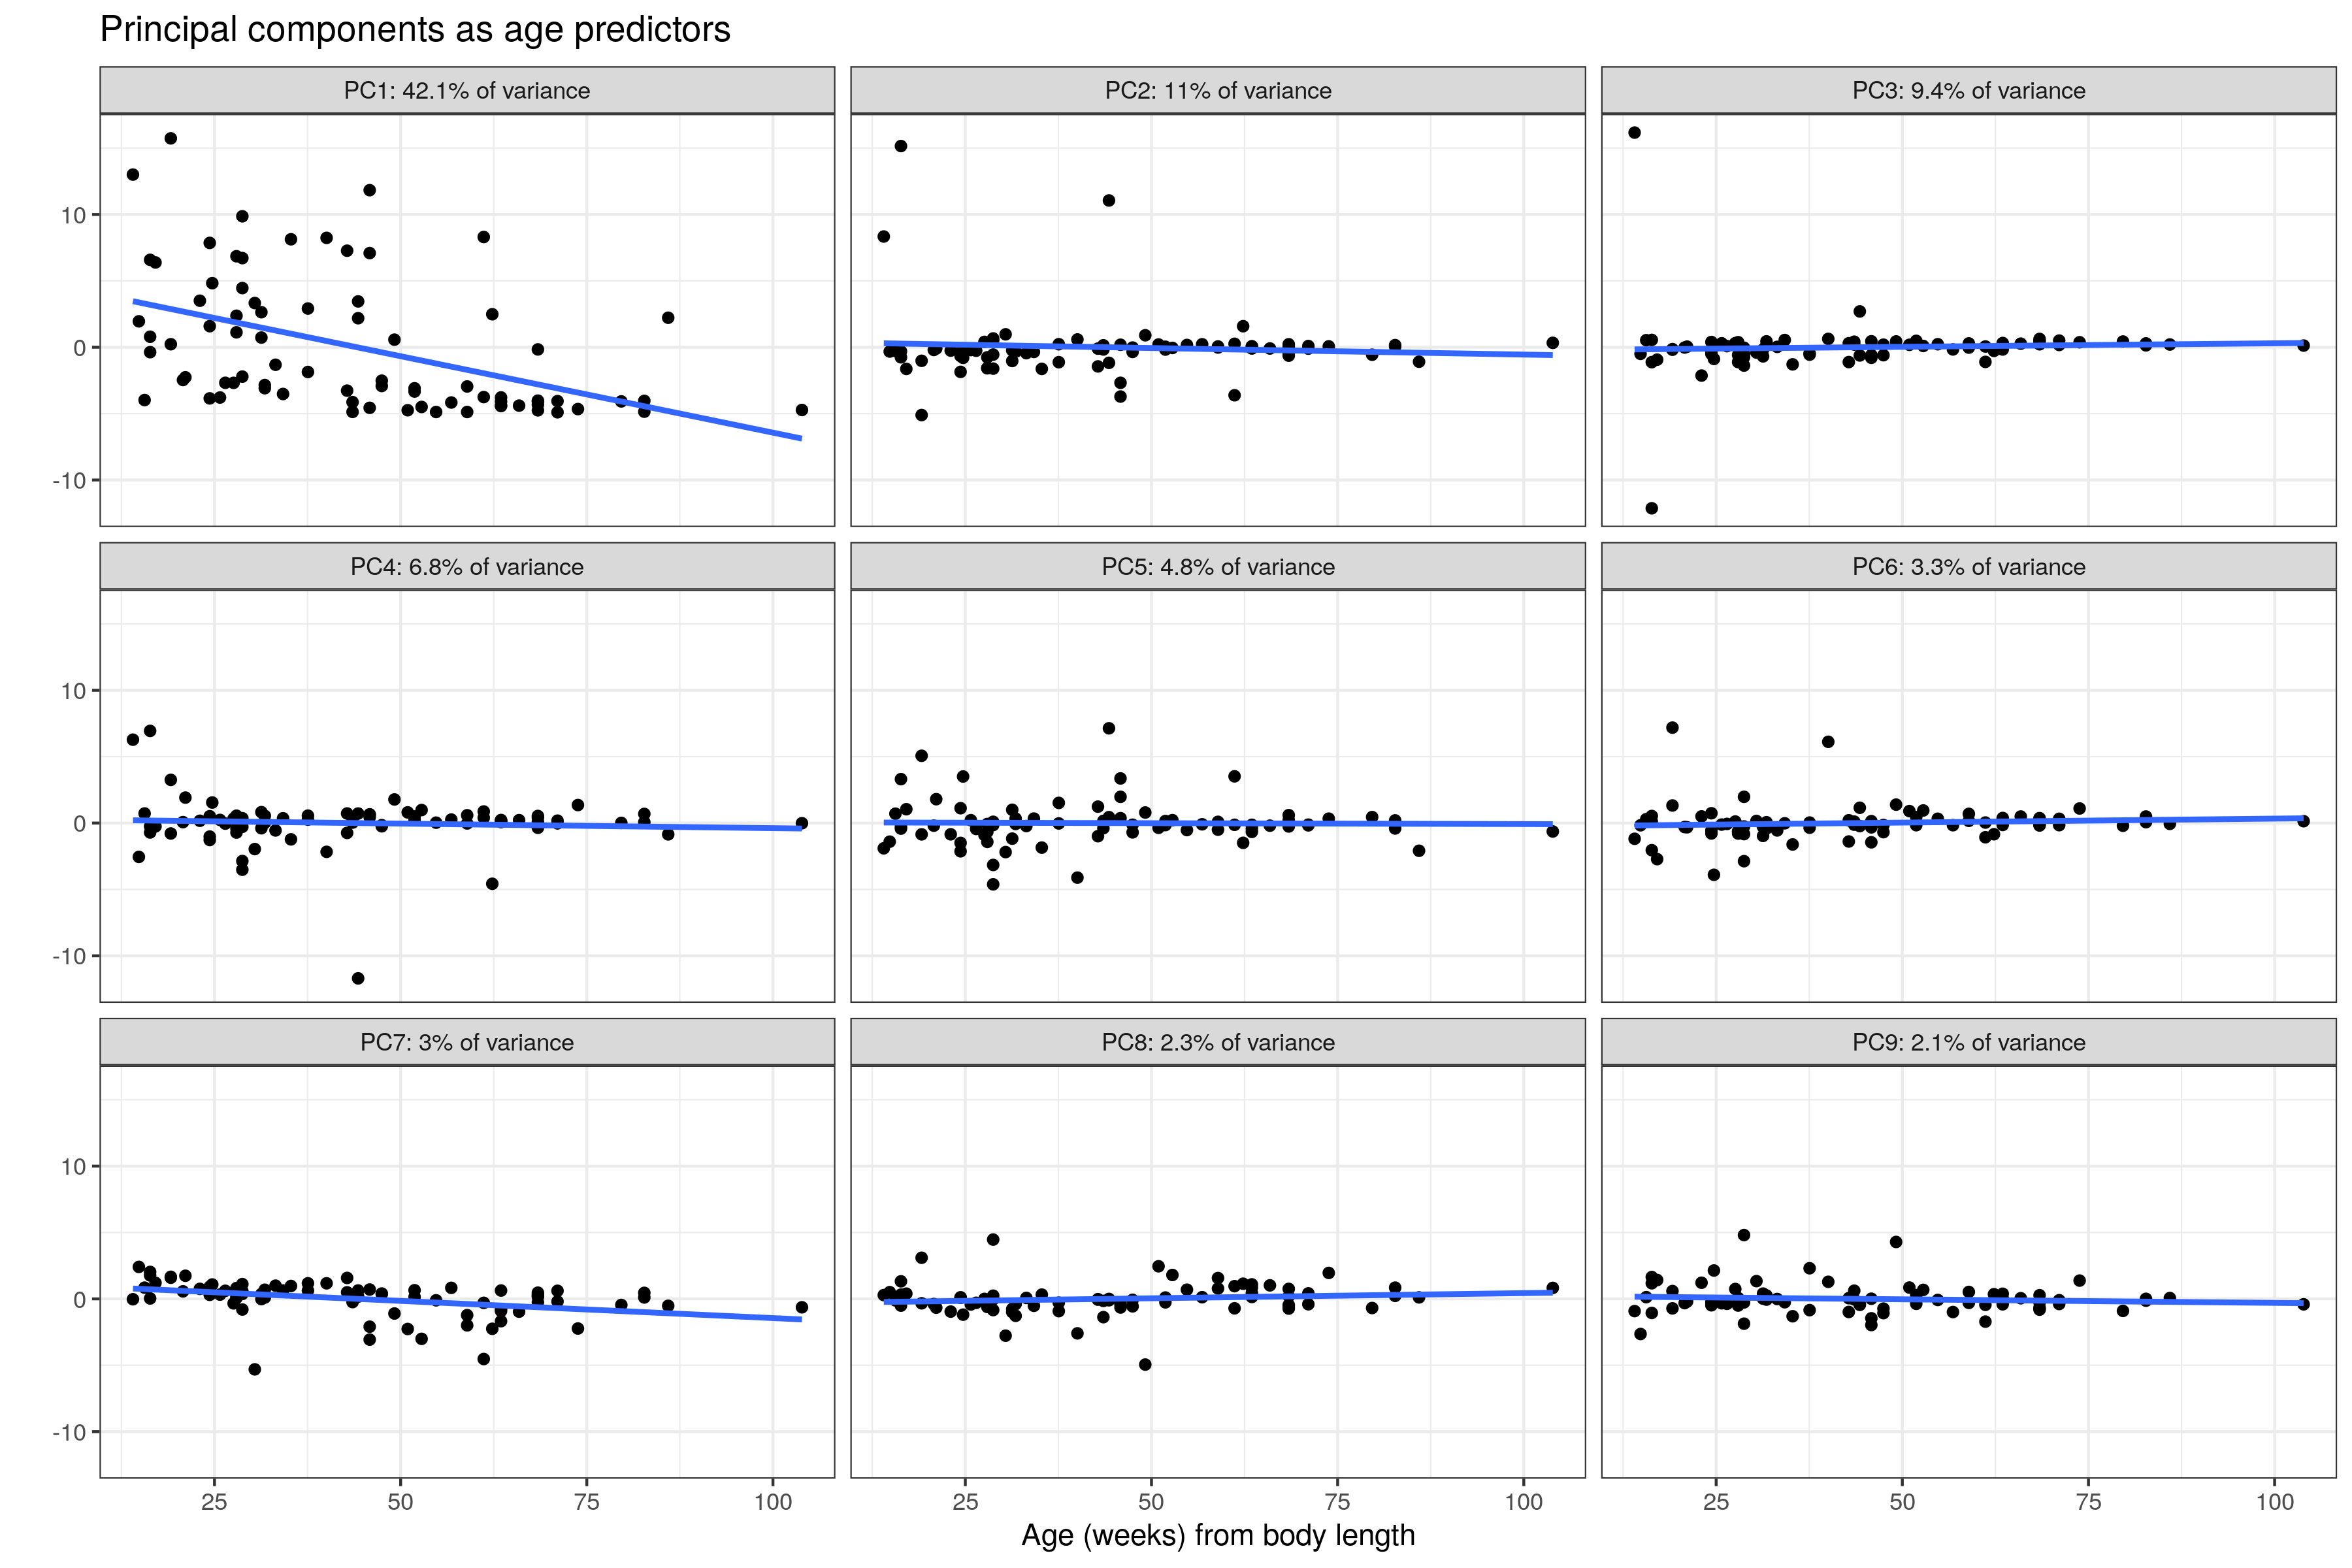 Principal components as age predictors
PC1: 42.1% of variance
PC2: 11% of variance
PC3: 9.4% of variance
10
0
-10
PC4: 6.8% of variance
PC5: 4.8% of variance
PC6: 3.3% of variance
10
0
-10
PC7: 3% of variance
PC8: 2.3% of variance
PC9: 2.1% of variance
10
0
-10
25 50 75 100
25 50 75 100
25 50 75 100
Age (weeks) from body length